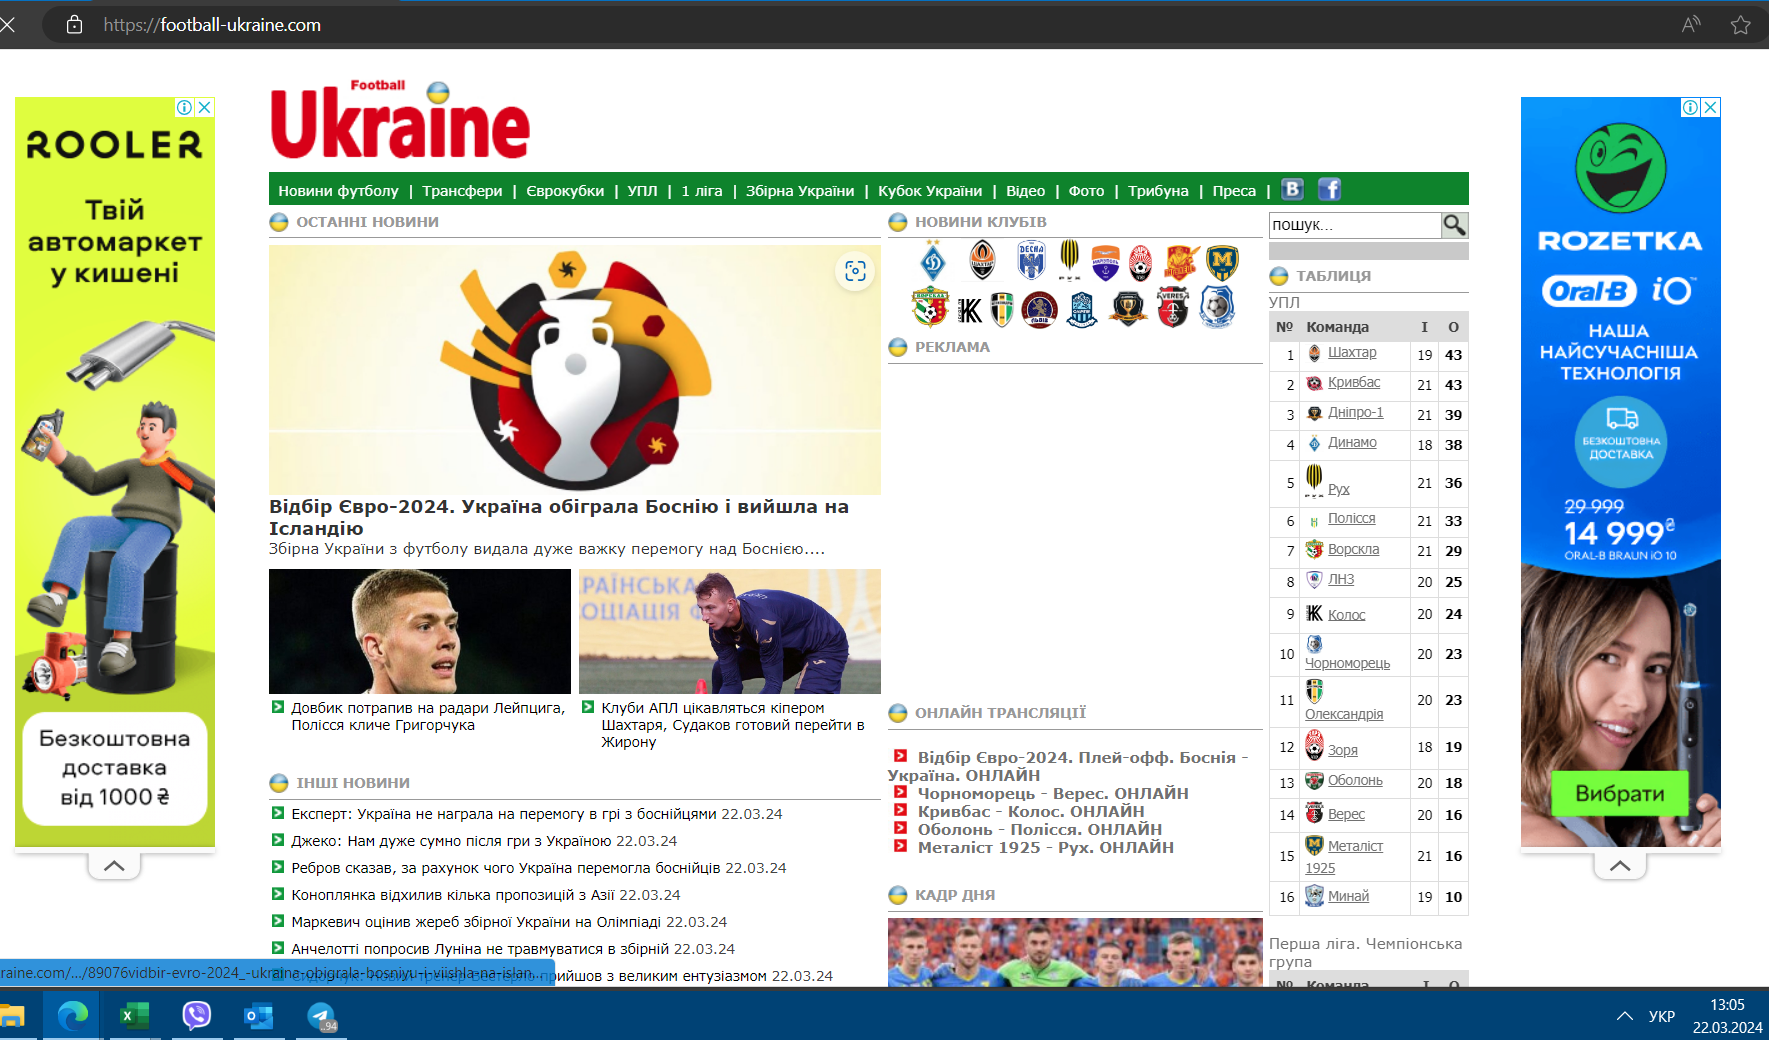 https://football-ukraine.com
Football
Ukraine
Новини футболу | Трансфери | Єврокубки | УПЛ | 1 ліга | Збірна України | Кубок України | Відео | Фото | Трибуна | Преса |
ROOLER
Твій
автомаркет
у кишені
Безкоштовна
доставка
від 1000 ₴
ОСТАННІ НОВИНИ
Відбір Євро-2024. Україна обіграла Боснію і вийшла на
Ісландію
Збірна України з футболу видала дуже важку перемогу над Боснією....
Довбик потрапив на радари Лейпцига,
Полісся кличе Григорчука
Клуби АПЛ цікавляться кіпером
Шахтаря, Судаков готовий перейти в
Жирону
ІНШІ НОВИНИ
Експерт: Україна не награла на перемогу в грі з боснійцями 22.03.24
Джеко: Нам дуже сумно після гри з Україною 22.03.24
Ребров сказав, за рахунок чого Україна перемогла боснійців 22.03.24
Коноплянка відхилив кілька пропозицій з Азії 22.03.24
Маркевич оцінив жереб збірної України на Олімпіаді 22.03.24
Анчелотті попросив Луніна не травмуватися в збірній 22.03.24
прийшов з великим ентузіазмом 22.03.24
raine.com/.../89076vidbir-evro-2024_-ukraina-obigrala-bosniyu-i-viishla-na-islan...
НОВИНИ КЛУБІВ
РЕКЛАМА
ОНЛАЙН ТРАНСЛЯЦІЇ
Відбір Євро-2024. Плей-офф. Боснія -
Україна. ОНЛАЙН
Чорноморець - Верес. ОНЛАЙН
Кривбас - Колос. ОНЛАЙН
Оболонь - Полісся. ОНЛАЙН
Металіст 1925 - Рух. ОНЛАЙН
КАДР ДНЯ
пошук...
ТАБЛИЦЯ
УПЛ
№ Команда І О
1 Шахтар 19 43
2 Кривбас 21 43
3 Дніпро-1 21 39
4 Динамо 18 38
5 Рух 21 36
6 Полісся 21 33
7 Ворскла 21 29
8 ЛНЗ 20 25
9 Колос 20 24
10 Чорноморець 20 23
11 Олександрія 20 23
12 Зоря 18 19
13 Оболонь 20 18
14 Верес 20 16
15 Металіст 1925 21 16
16 Минай 19 10
Перша ліга. Чемпіонська
група
№ Команда І О
ROZETKA
Oral-B iO™
НАША
НАЙСУЧАСНІША
ТЕХНОЛОГІЯ
БЕЗКОШТОВНА
ДОСТАВКА
29 999
14 999₴
ORAL-B BRAUN iO 10
Вибрати
..94
УКР
13:05
22.03.2024